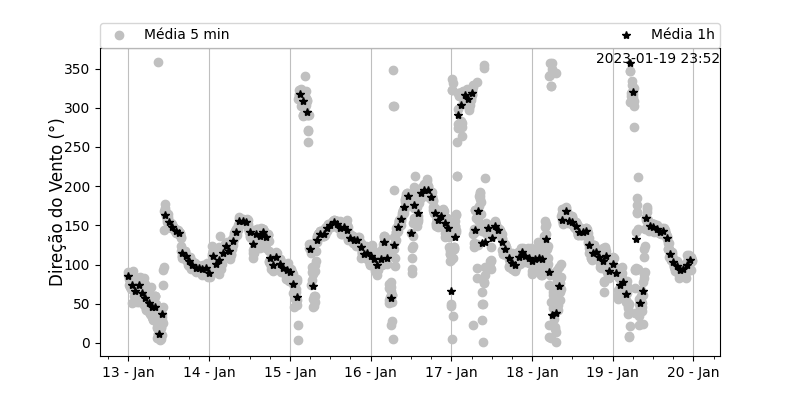 Média 5 min
Média 1h
2023-01-19 23:52
Direção do Vento (°)
350
300
250
200
150
100
50
0
13 - Jan
14 - Jan
15 - Jan
16 - Jan
17 - Jan
18 - Jan
19 - Jan
20 - Jan